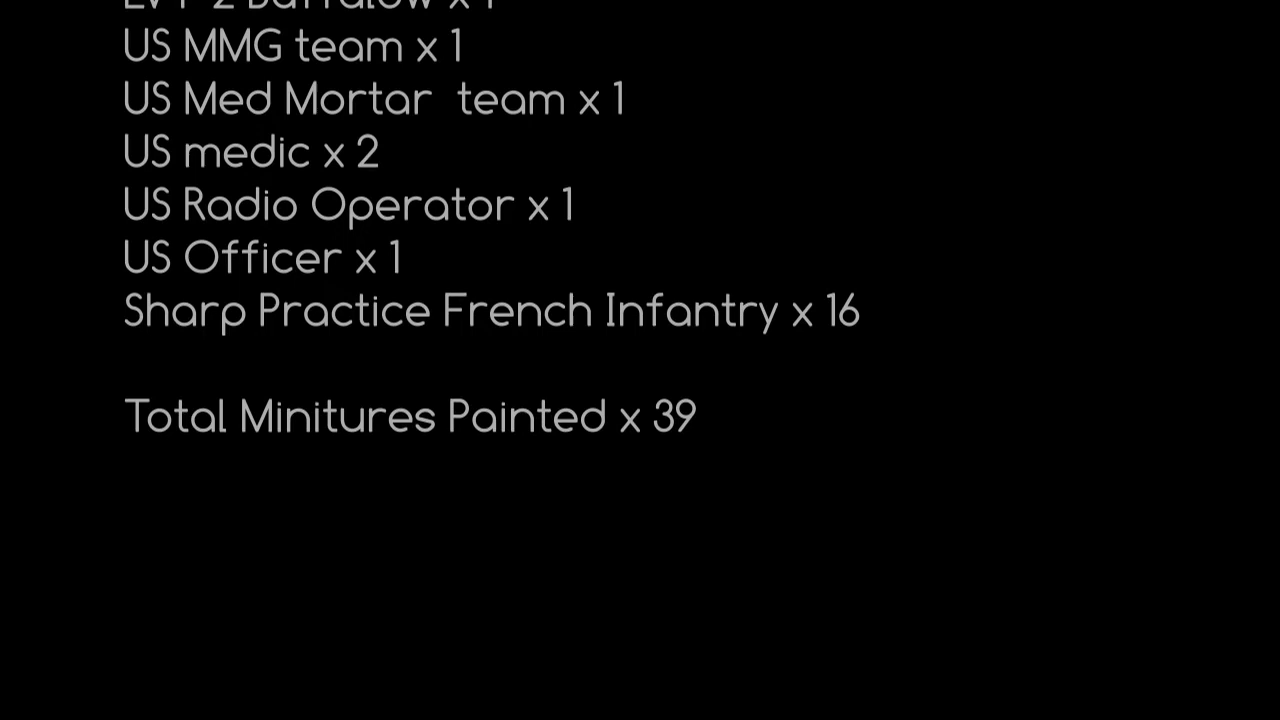 US MMG team x 1
US Med Mortar  team x 1
US medic x 2
US Radio Operator x 1
US Officer x 1
Sharp Practice French Infantry x 16
Total Minitures Painted x 39